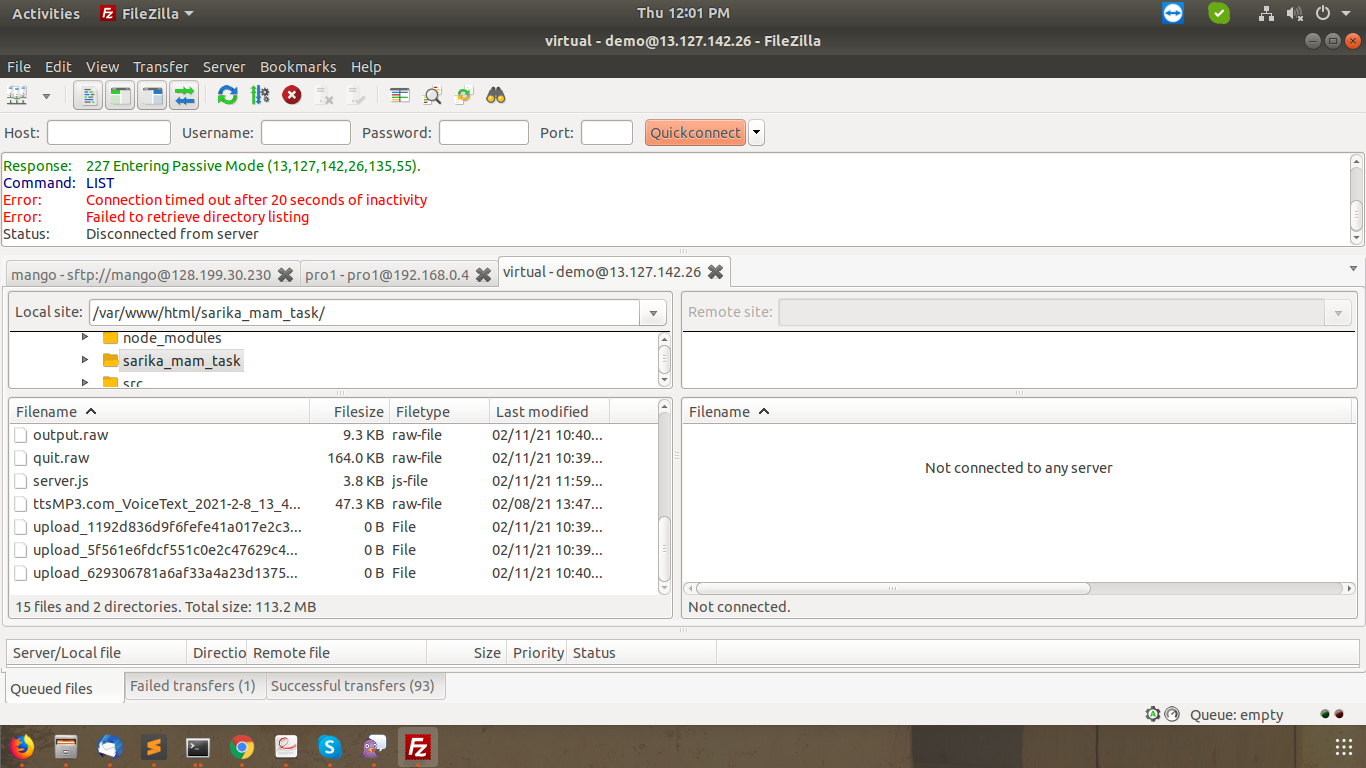 Activities FileZilla Thu 12:01 PM
virtual - demo@13.127.142.26 - FileZilla
File Edit View Transfer Server Bookmarks Help
Host: Username: Password: Port: Quickconnect
Response: 227 Entering Passive Mode (13,127,142,26,135,55).
Command: LIST
Error: Connection timed out after 20 seconds of inactivity
Error: Failed to retrieve directory listing
Status: Disconnected from server
mango - sftp://mango@128.199.30.230 pro1 - pro1@192.168.0.4 virtual - demo@13.127.142.26
Local site: /var/www/html/sarika_mam_task/
Remote site:
node_modules
sarika_mam_task
src
Filename Filesize Filetype Last modified
output.raw 9.3 KB raw-file 02/11/21 10:40...
quit.raw 164.0 KB raw-file 02/11/21 10:39...
server.js 3.8 KB js-file 02/11/21 11:59...
ttsMP3.com_VoiceText_2021-2-8_13_4... 47.3 KB raw-file 02/08/21 13:47...
upload_1192d836d9f6fefe41a017e2c3... 0 B File 02/11/21 10:39...
upload_5f561e6fdcf551c0e2c47629c4... 0 B File 02/11/21 10:39...
upload_629306781a6af33a4a23d1375... 0 B File 02/11/21 10:40...
15 files and 2 directories. Total size: 113.2 MB
Filename
Not connected to any server
Not connected.
Server/Local file Directio Remote file Size Priority Status
Queued files Failed transfers (1) Successful transfers (93)
Queue: empty